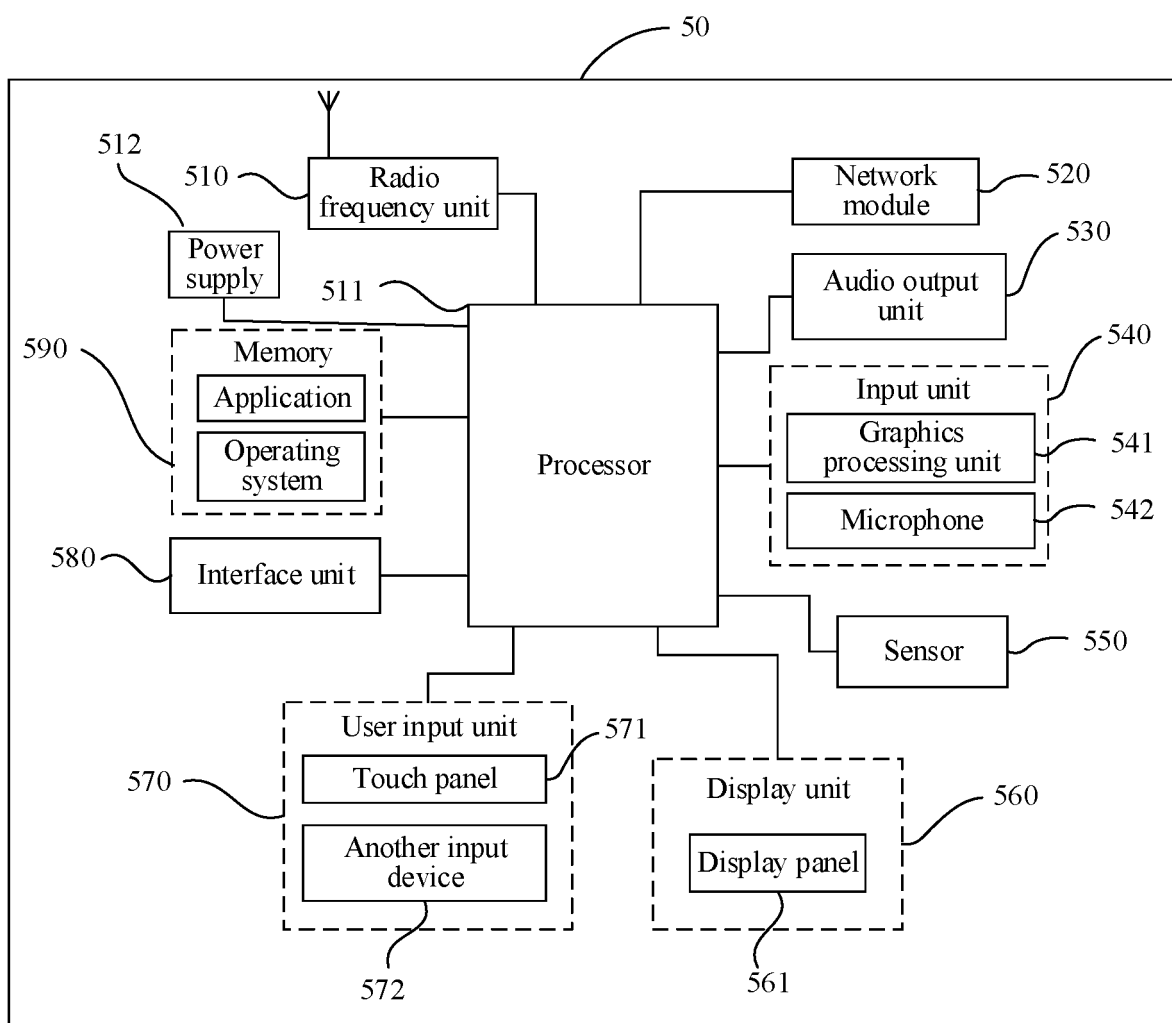 50
512
510
Radio
frequency unit
Network
module
520
Power
supply
511
530
Audio output
unit
590
Memory
Application
Operating
system
Processor
540
Input unit
Graphics
processing unit
541
Microphone
542
580
Interface unit
Sensor
550
User input unit
571
570
Touch panel
Another input
device
572
Display unit
560
Display panel
561